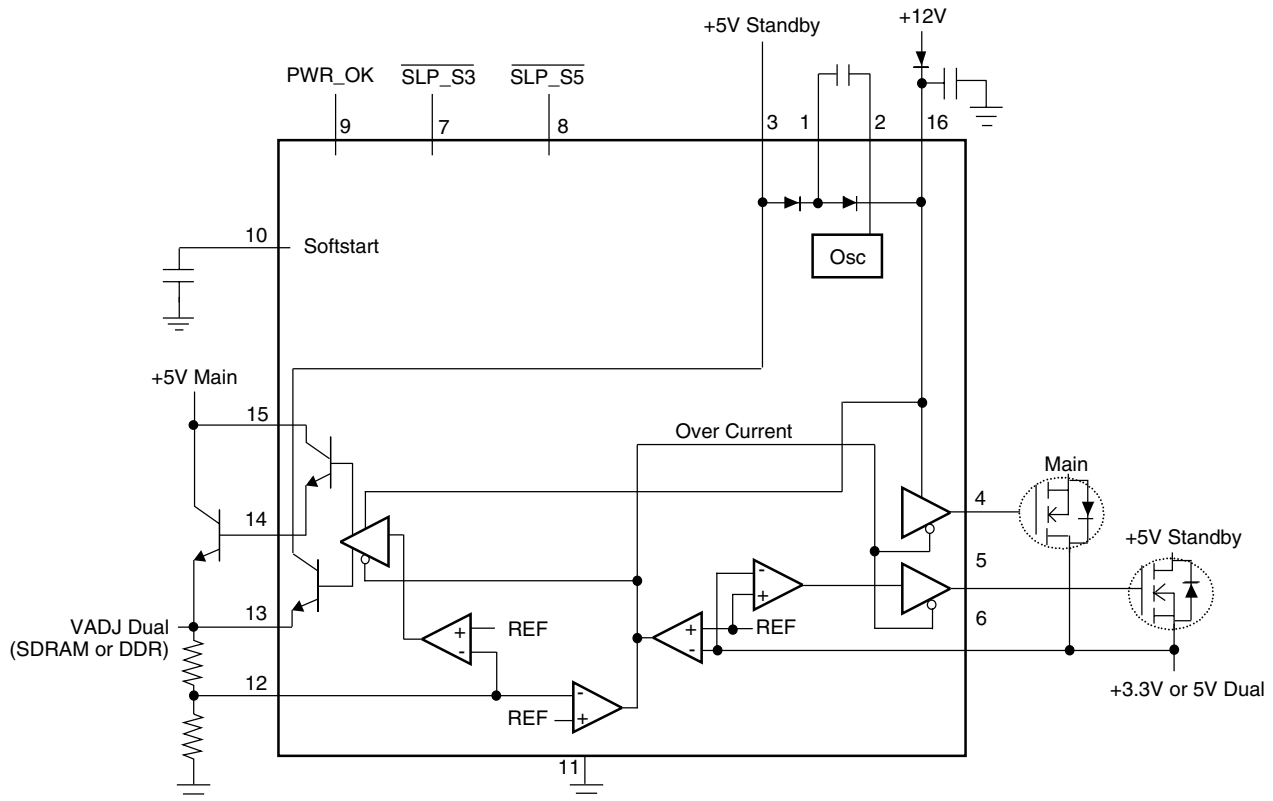 +5V Standby
+12V
PWR_OK
SLP_S3
SLP_S5
9
7
8
3
1
2
16
10
Softstart
Osc
+5V Main
15
Over Current
Main
14
4
+5V Standby
5
13
6
VADJ Dual
(SDRAM or DDR)
+
REF
-
-
+
+
REF
-
12
+3.3V or 5V Dual
-
REF
+
11